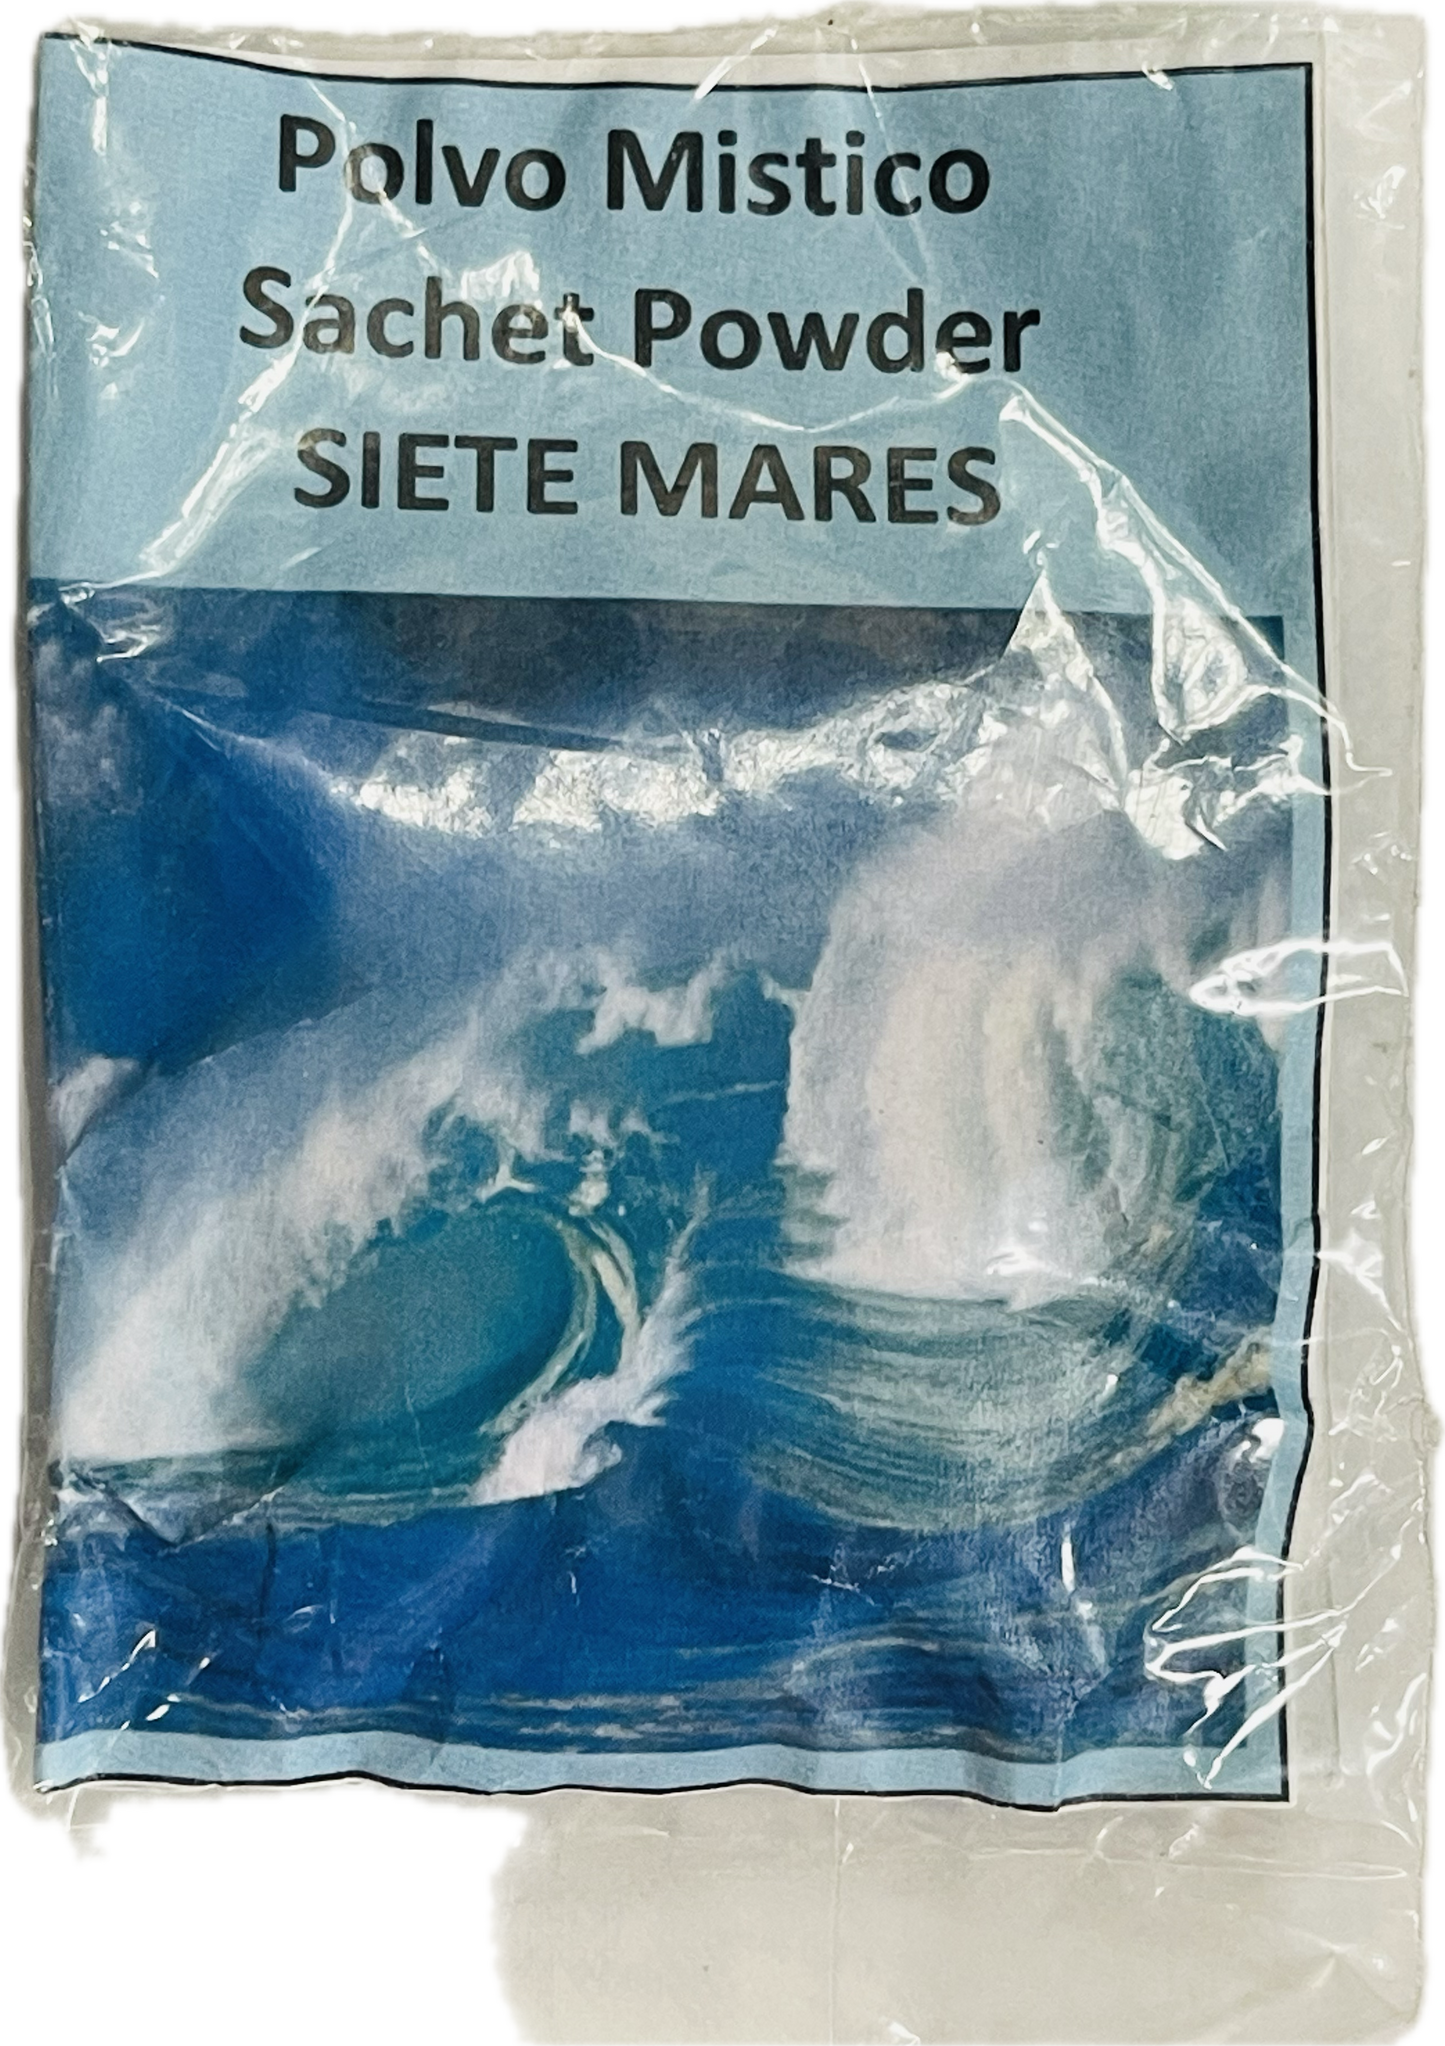 Polvo Mistico
Sachet Powder
SIETE MARES